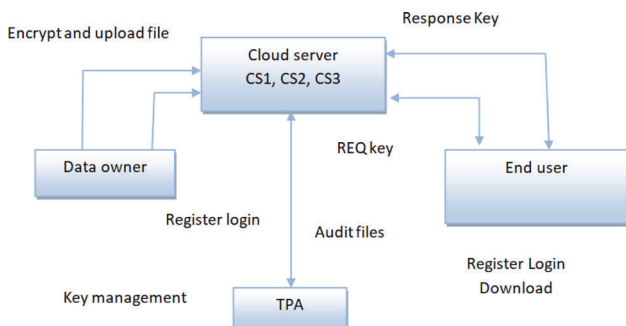 Response Key
Encrypt and upload file
Cloud server
CS1, CS2, CS3
REQ key
Data owner
End user
Register login
Audit files
Register Login
Download
Key management
TPA